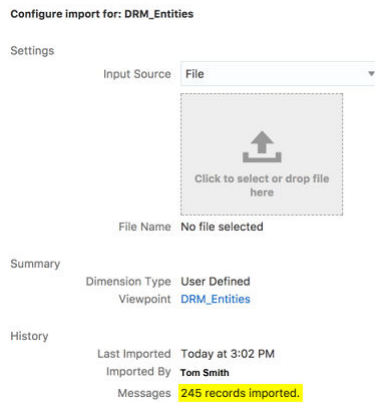 Configure import for: DRM_Entities
Settings
Input Source File
Click to select or drop file
here
File Name No file selected
Summary
Dimension Type User Defined
Viewpoint DRM_Entities
History
Last Imported Today at 3:02 PM
Imported By Tom Smith
Messages 245 records imported.